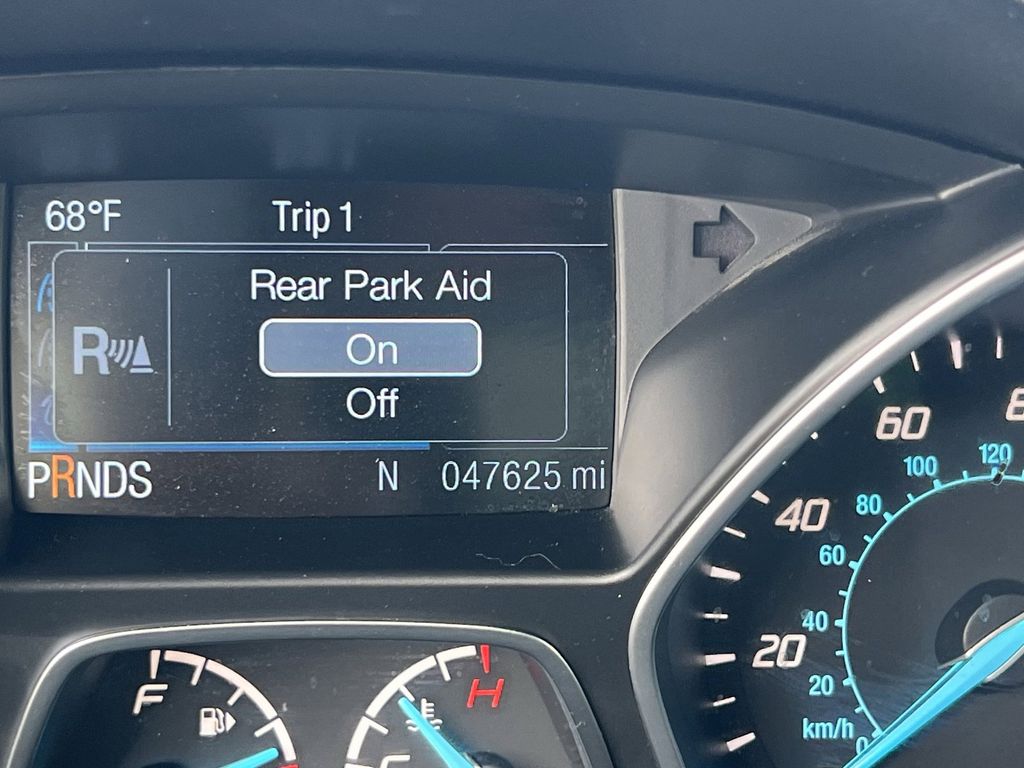 68°F Trip 1
Rear Park Aid
R
On
Off
PRNDS N 047625 mi
60
40
20
120
100
80
60
40
20
0
km/h
F
H